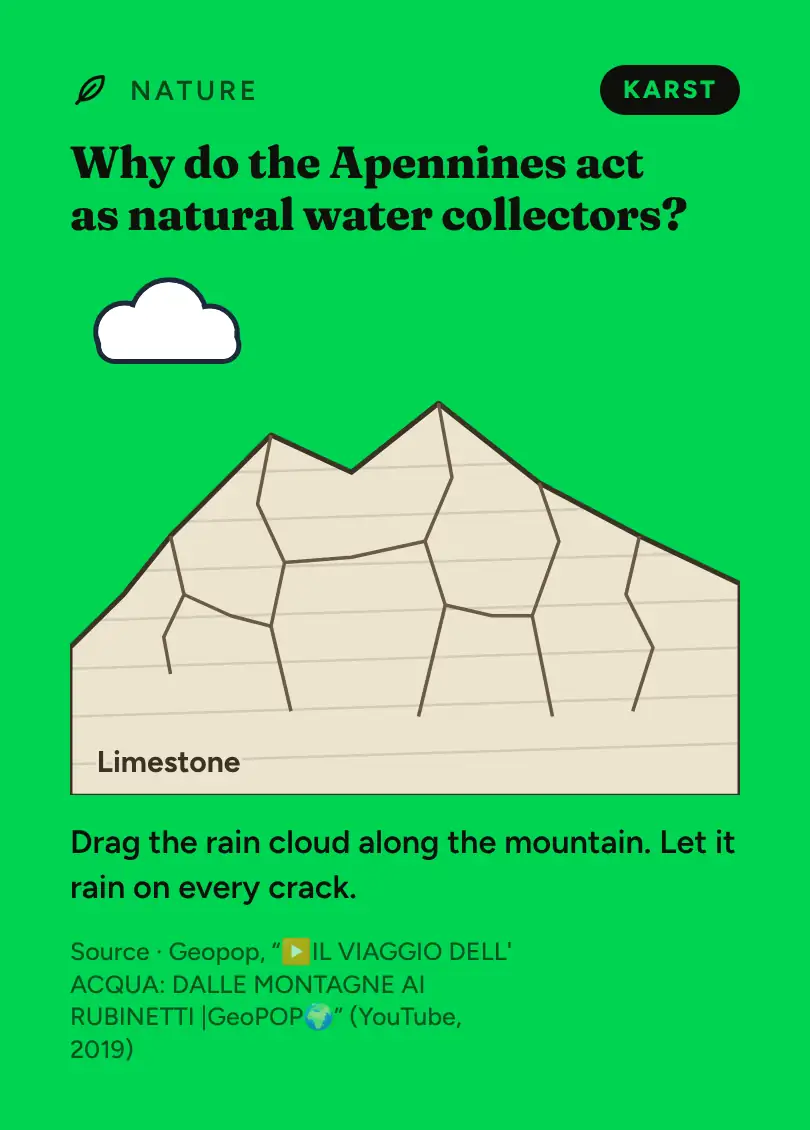 NATURE
KARST
Why do the Apennines act
as natural water collectors?
Limestone
Drag the rain cloud along the mountain. Let it
rain on every crack.
Source · Geopop, “▶️IL VIAGGIO DELL'
ACQUA: DALLE MONTAGNE AI
RUBINETTI |GeoPOP🌍” (YouTube,
2019)